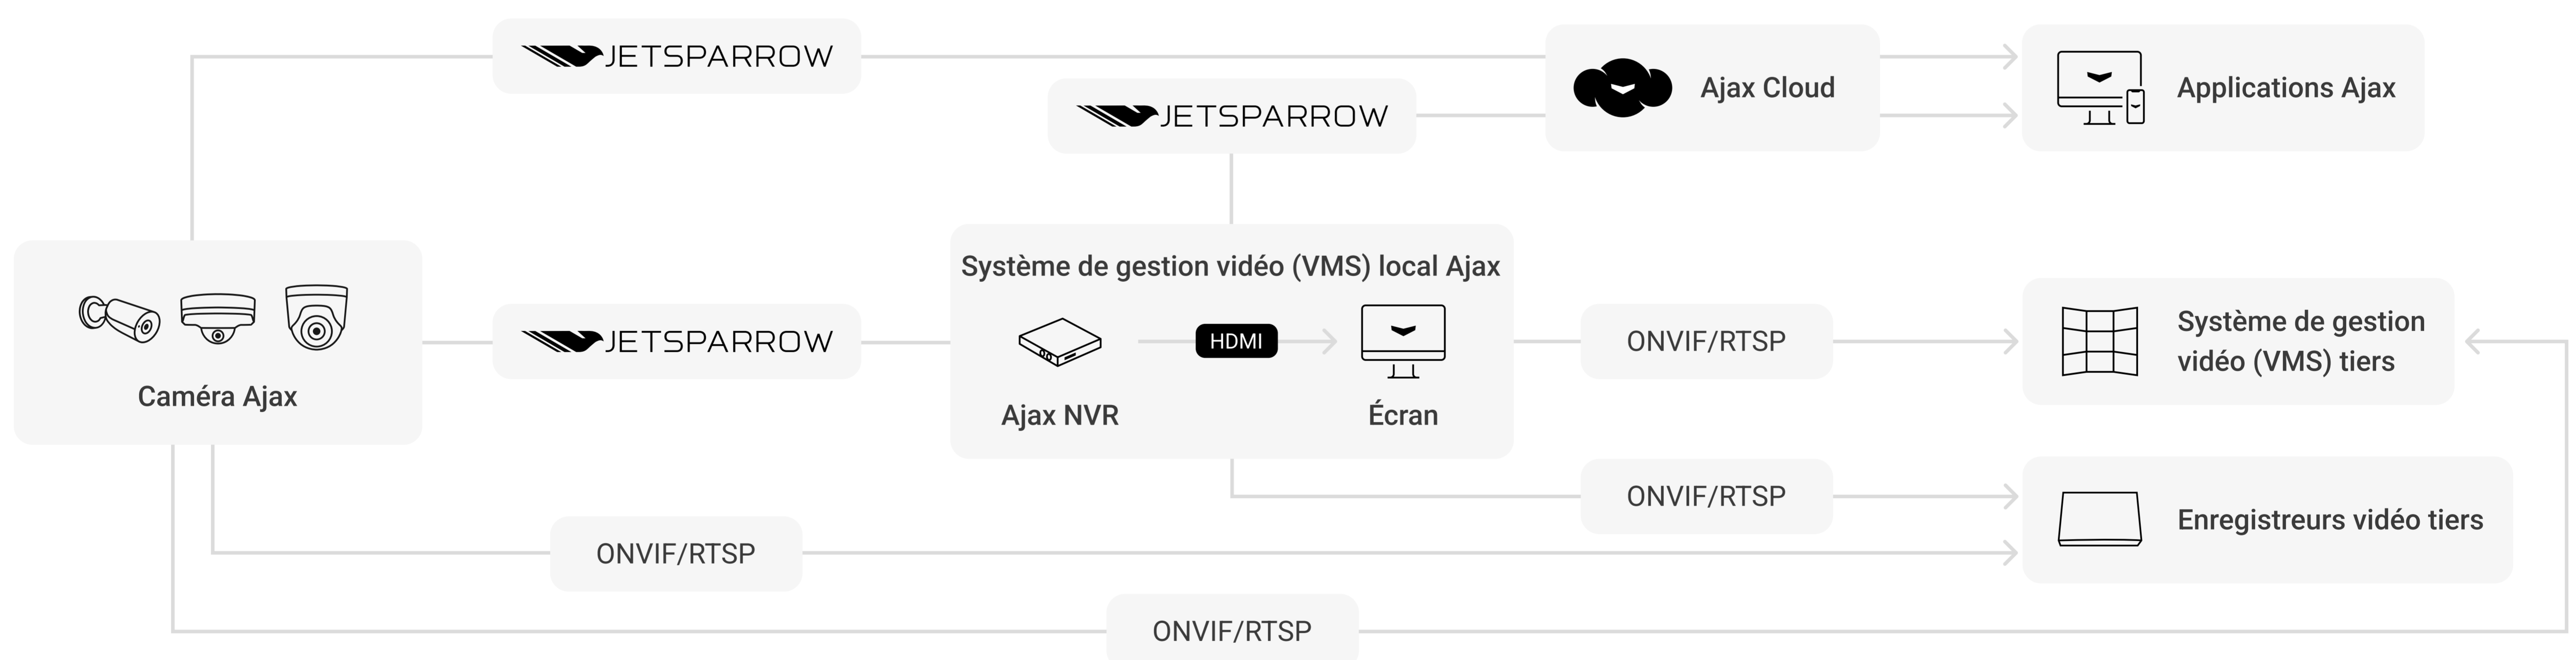 JETSPARROW
Ajax Cloud
Applications Ajax
JETSPARROW
Système de gestion vidéo (VMS) local Ajax
JETSPARROW
HDMI
ONVIF/RTSP
Système de gestion
vidéo (VMS) tiers
Caméra Ajax
Ajax NVR
Écran
ONVIF/RTSP
Enregistreurs vidéo tiers
ONVIF/RTSP
ONVIF/RTSP